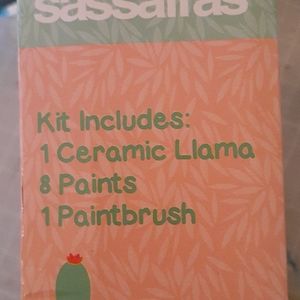 sassafras
Kit Includes:
1 Ceramic Llama
8 Paints
1 Paintbrush